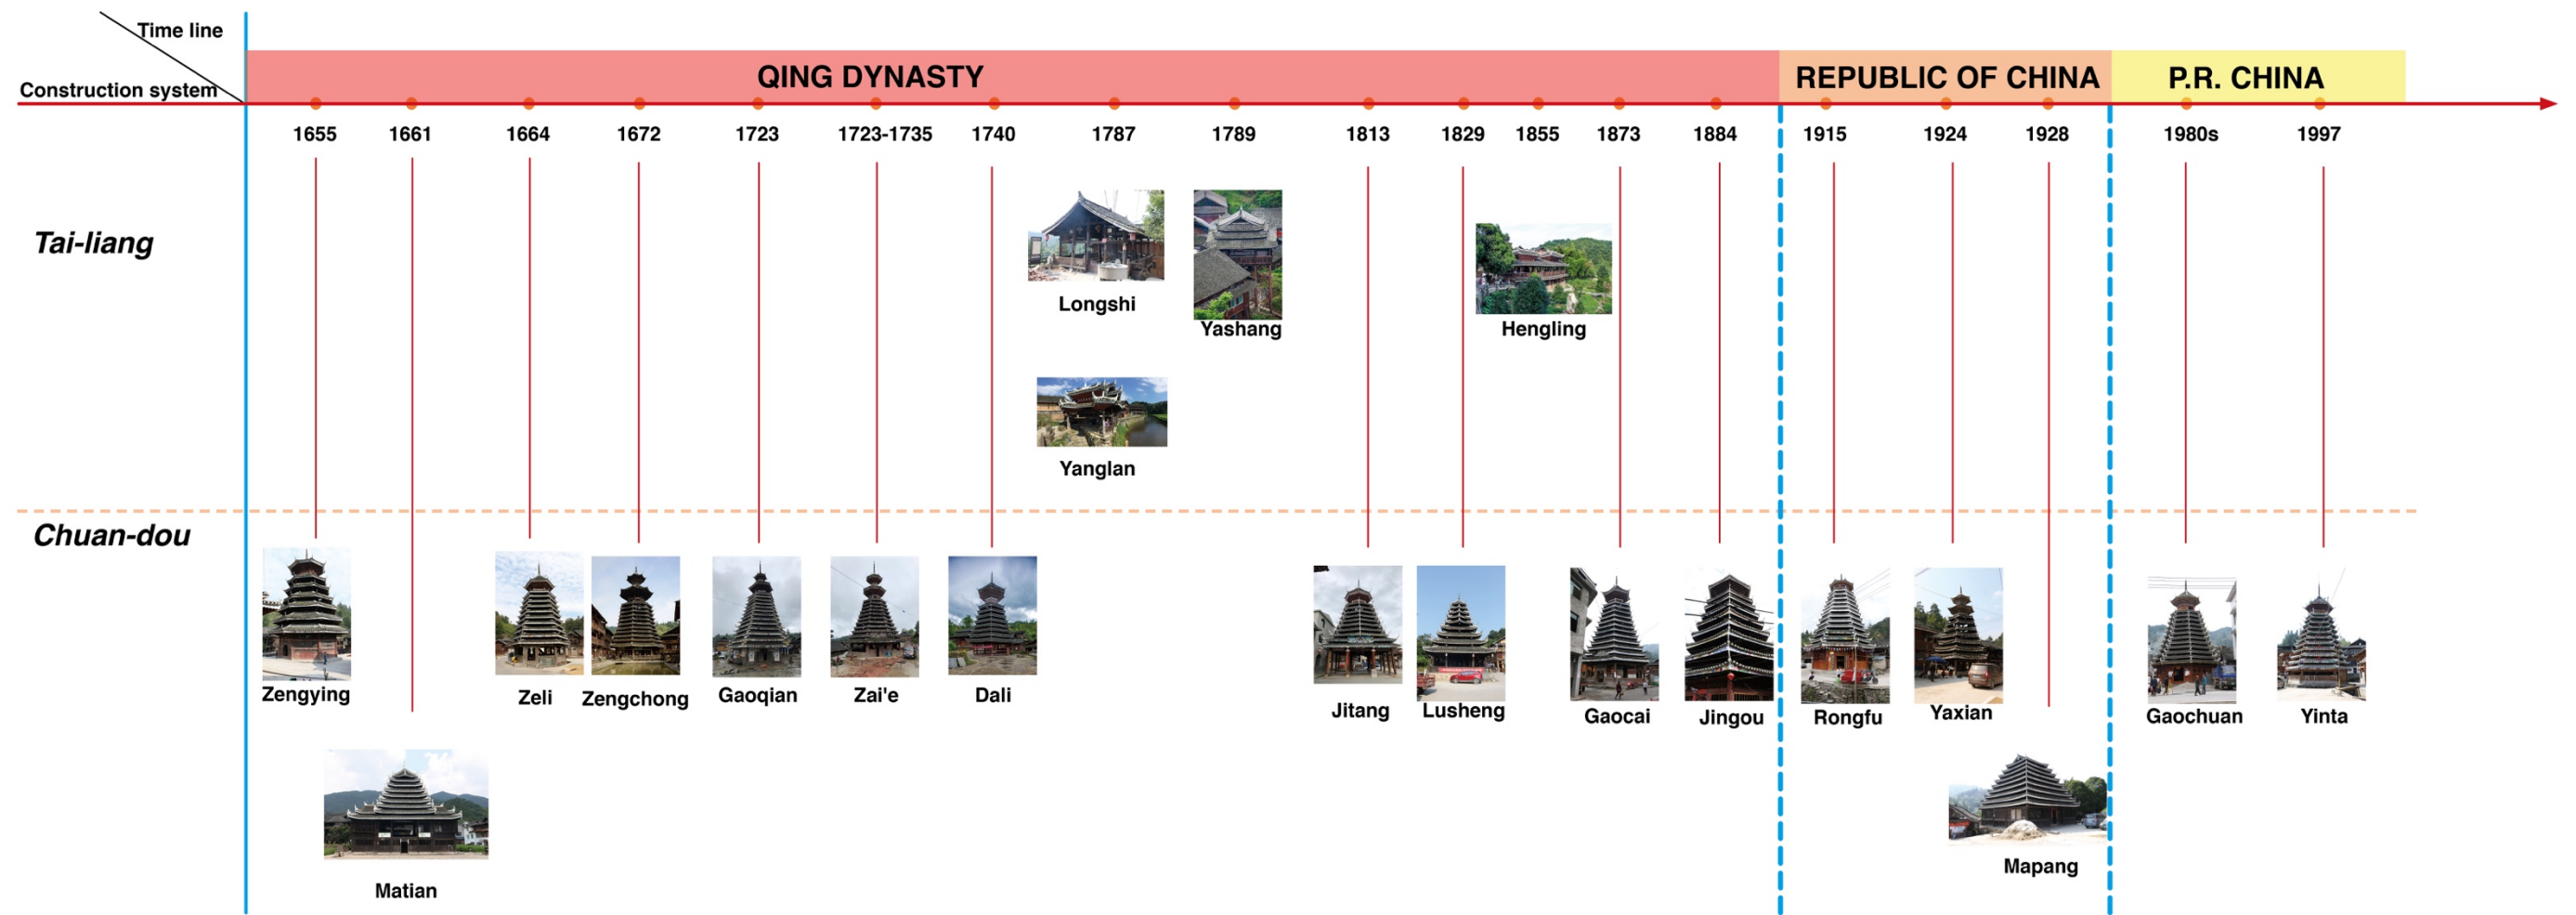 Time line
Construction system
QING DYNASTY
REPUBLIC OF CHINA
P.R. CHINA
1655
1661
1664
1672
1723
1723-1735
1740
1787
1789
1813
1829
1855
1873
1884
1915
1924
1928
1980s
1997
Tai-liang
Longshi
Yashang
Hengling
Yanglan
Chuan-dou
Zengying
Zeli
Zengchong
Gaoqian
Zai'e
Dali
Jitang
Lusheng
Gaocai
Jingou
Rongfu
Yaxian
Gaochuan
Yinta
Matian
Mapang